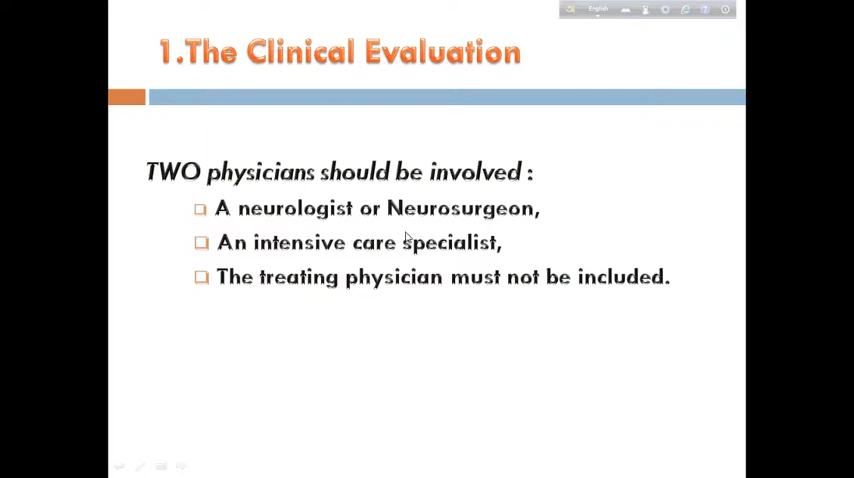 English
1.The Clinical Evaluation
TWO physicians should be involved :
A neurologist or Neurosurgeon,
An intensive care specialist,
The treating physician must not be included.